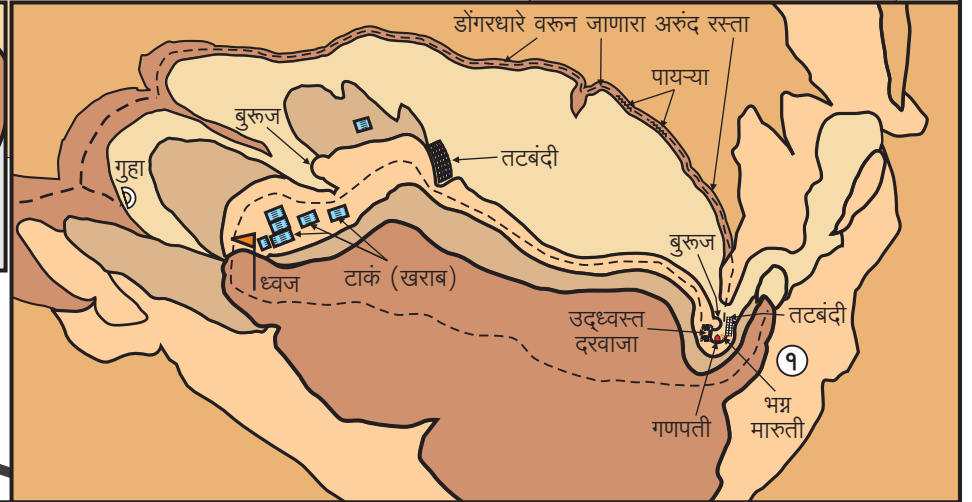 डोंगरधारे वरून जाणारा अरुंद रस्ता
पायऱ्या
बुरूज
तटबंदी
गुहा
बुरूज
ध्वज
टाकं (खराब)
उद्ध्वस्त
दरवाजा
तटबंदी
१
गणपती
भग्न
मारुती